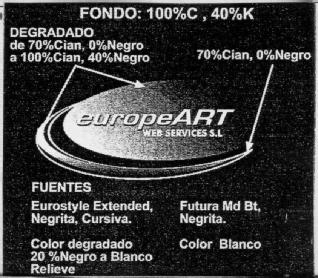 FONDO: 100%C , 40%K
DEGRADADO
de 70%Cian, 0%Negro
a 100%Cian, 40%Negro
70%Cian, 0%Negro
europeART
WEB SERVICES S.L
FUENTES
Eurostyle Extended,
Negrita, Cursiva.
Futura Md Bt,
Negrita.
Color degradado
20 %Negro a Blanco
Relieve
Color Blanco